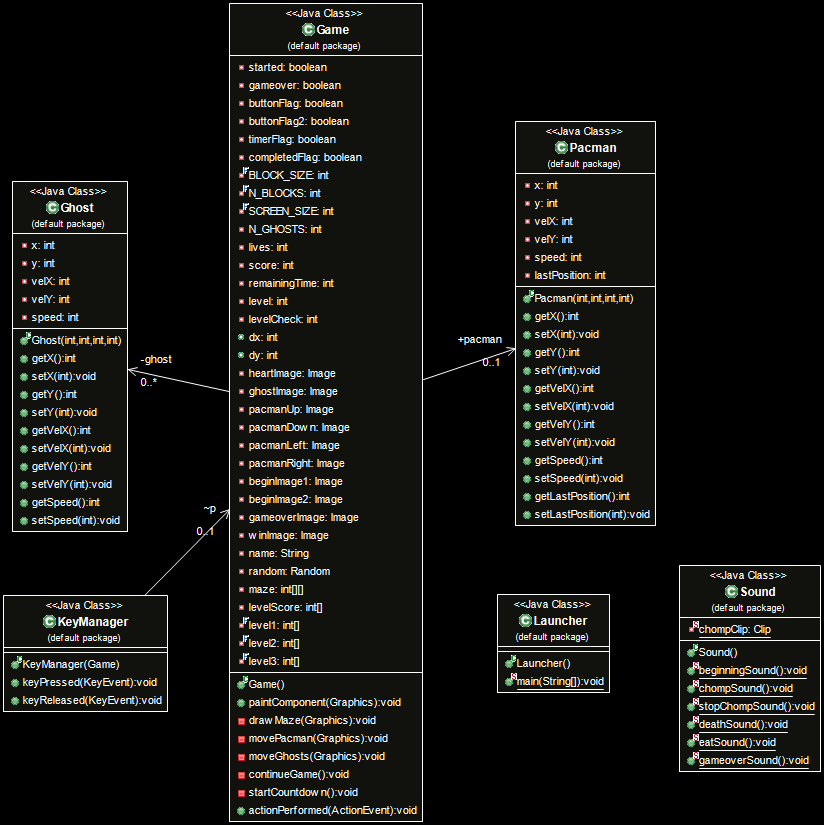 <<Java Class>>
Game
(default package)
started: boolean
gameover: boolean
buttonFlag: boolean
buttonFlag2: boolean
timerFlag: boolean
completedFlag: boolean
BLOCK_SIZE: int
N_BLOCKS: int
SCREEN_SIZE: int
N_GHOSTS: int
lives: int
score: int
remainingTime: int
level: int
levelCheck: int
dx: int
dy: int
heartImage: Image
ghostImage: Image
pacmanUp: Image
pacmanDown: Image
pacmanLeft: Image
pacmanRight: Image
beginImage1: Image
beginImage2: Image
gameoverImage: Image
winImage: Image
name: String
random: Random
maze: int[][]
levelScore: int[]
level1: int[]
level2: int[]
level3: int[]
Game()
paintComponent(Graphics):void
drawMaze(Graphics):void
movePacman(Graphics):void
moveGhosts(Graphics):void
continueGame():void
startCountdown():void
actionPerformed(ActionEvent):void
<<Java Class>>
Pacman
(default package)
x: int
y: int
velX: int
velY: int
speed: int
lastPosition: int
Pacman(int,int,int,int)
getX():int
setX(int):void
getY():int
setY(int):void
getVelX():int
setVelX(int):void
getVelY():int
setVelY(int):void
getSpeed():int
setSpeed(int):void
getLastPosition():int
setLastPosition(int):void
<<Java Class>>
Ghost
(default package)
x: int
y: int
velX: int
velY: int
speed: int
Ghost(int,int,int,int)
getX():int
setX(int):void
getY():int
setY(int):void
getVelX():int
setVelX(int):void
getVelY():int
setVelY(int):void
getSpeed():int
setSpeed(int):void
-ghost
0..*
+pacman
0..1
~p
0..1
<<Java Class>>
KeyManager
(default package)
KeyManager(Game)
keyPressed(KeyEvent):void
keyReleased(KeyEvent):void
<<Java Class>>
Launcher
(default package)
Launcher()
main(String[]):void
<<Java Class>>
Sound
(default package)
chompClip: Clip
Sound()
beginningSound():void
chompSound():void
stopChompSound():void
deathSound():void
eatSound():void
gameoverSound():void